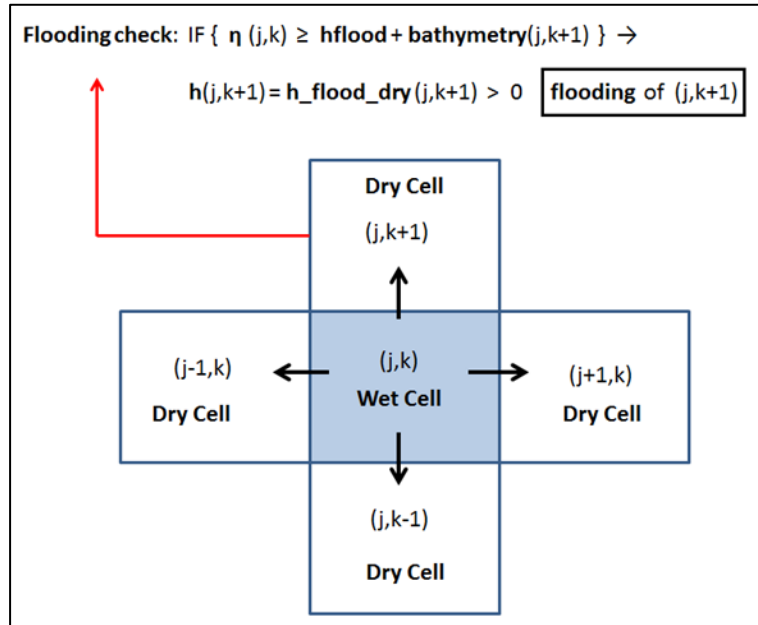 Flooding check: IF { η (j,k) ≥ hflood + bathymetry(j,k+1) } →
h(j,k+1) = h_flood_dry(j,k+1) > 0 flooding of (j,k+1)
Dry Cell
(j,k+1)
(j-1,k)
Dry Cell
(j,k)
Wet Cell
(j+1,k)
Dry Cell
(j,k-1)
Dry Cell